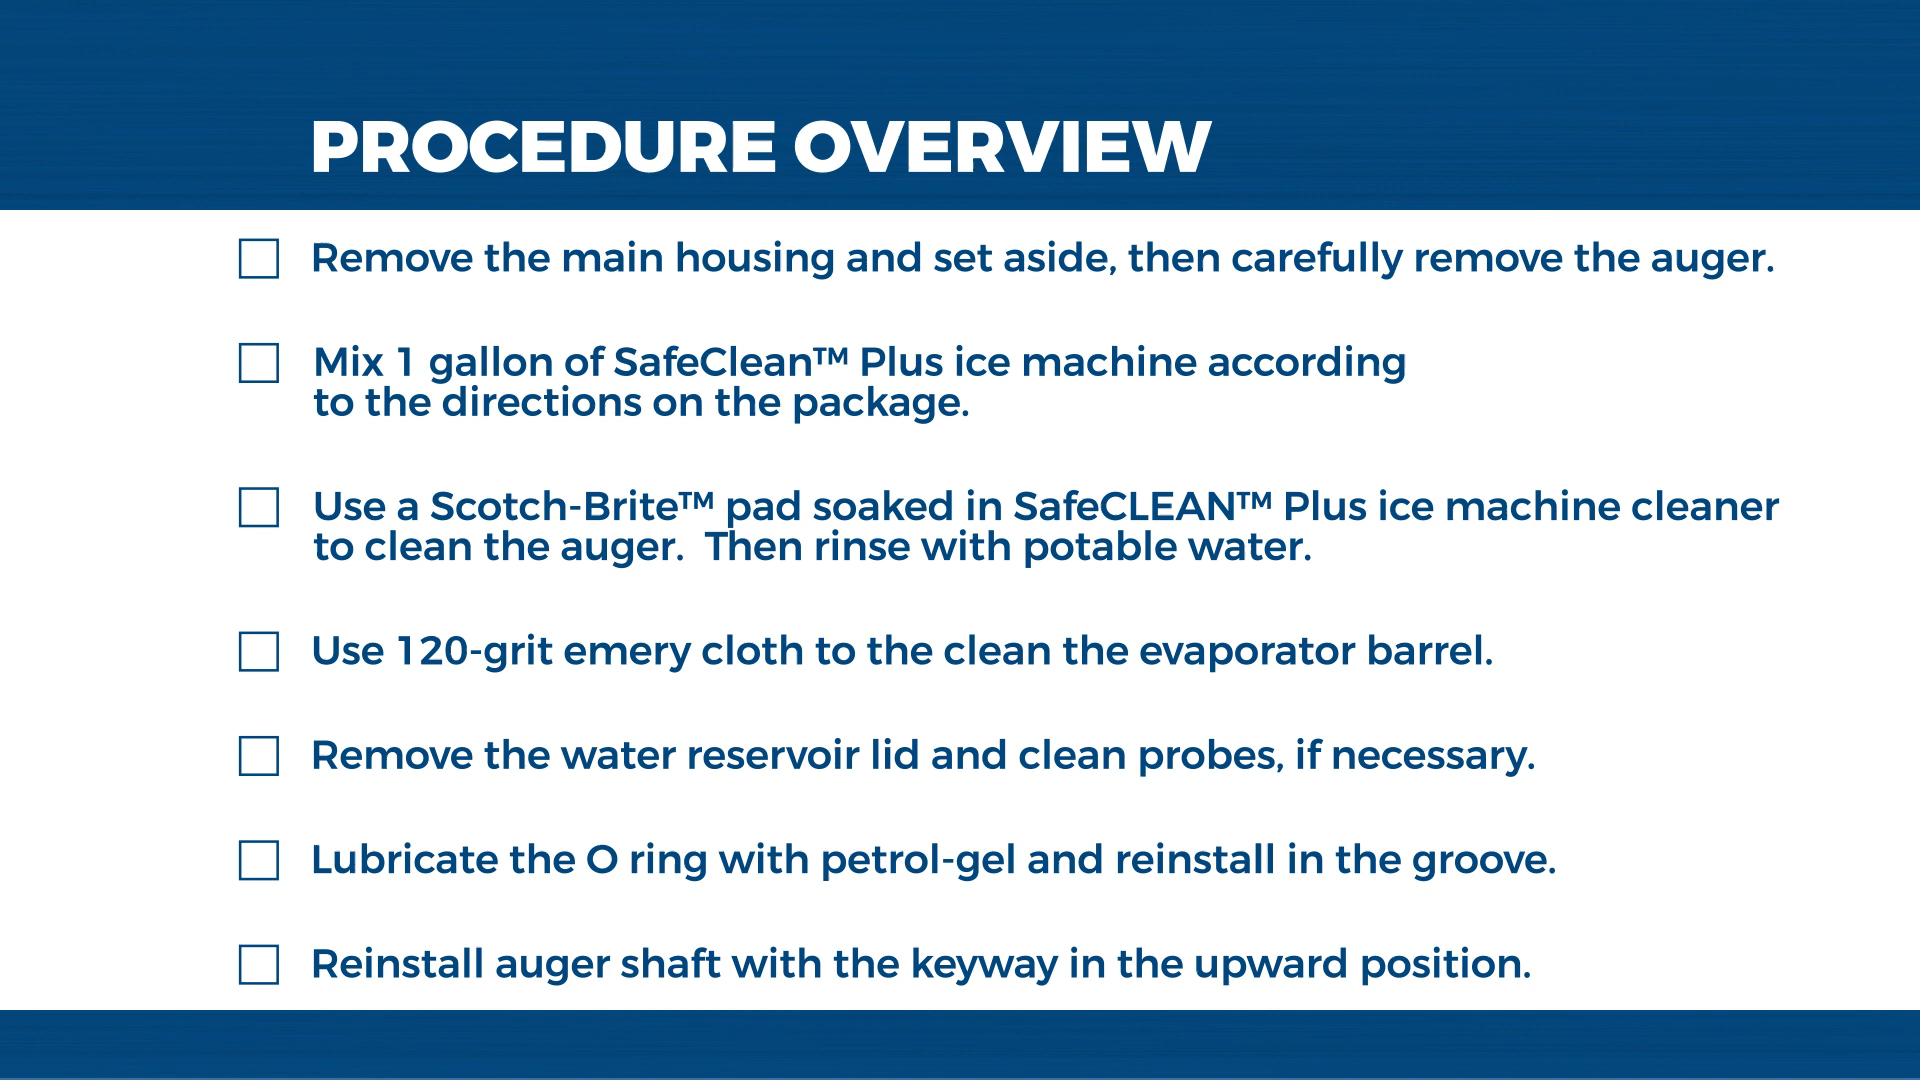 PROCEDURE OVERVIEW
Remove the main housing and set aside, then carefully remove the auger.
Mix 1 gallon of SafeClean™ Plus ice machine according
to the directions on the package.
Use a Scotch-Brite™ pad soaked in SafeCLEAN™ Plus ice machine cleaner
to clean the auger.  Then rinse with potable water.
Use 120-grit emery cloth to the clean the evaporator barrel.
Remove the water reservoir lid and clean probes, if necessary.
Lubricate the O ring with petrol-gel and reinstall in the groove.
Reinstall auger shaft with the keyway in the upward position.